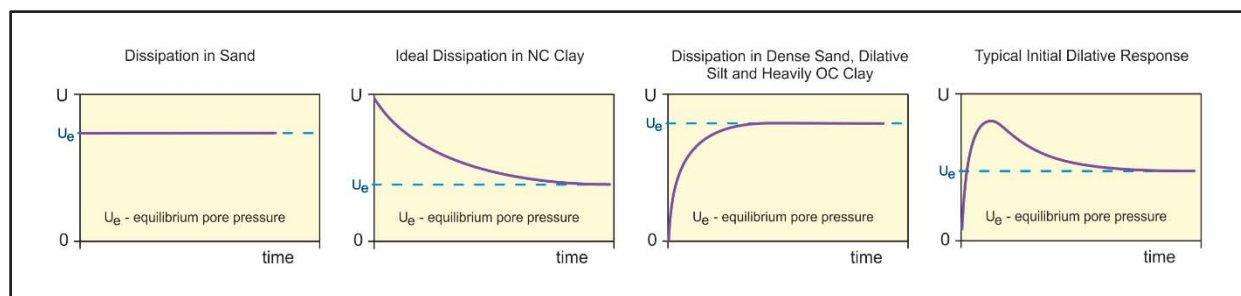 Dissipation in Sand
U
Ue
Ue - equilibrium pore pressure
0
time
Ideal Dissipation in NC Clay
U
Ue
Ue - equilibrium pore pressure
0
time
Dissipation in Dense Sand, Dilative
Silt and Heavily OC Clay
U
Ue
Ue - equilibrium pore pressure
0
time
Typical Initial Dilative Response
U
Ue
Ue - equilibrium pore pressure
0
time